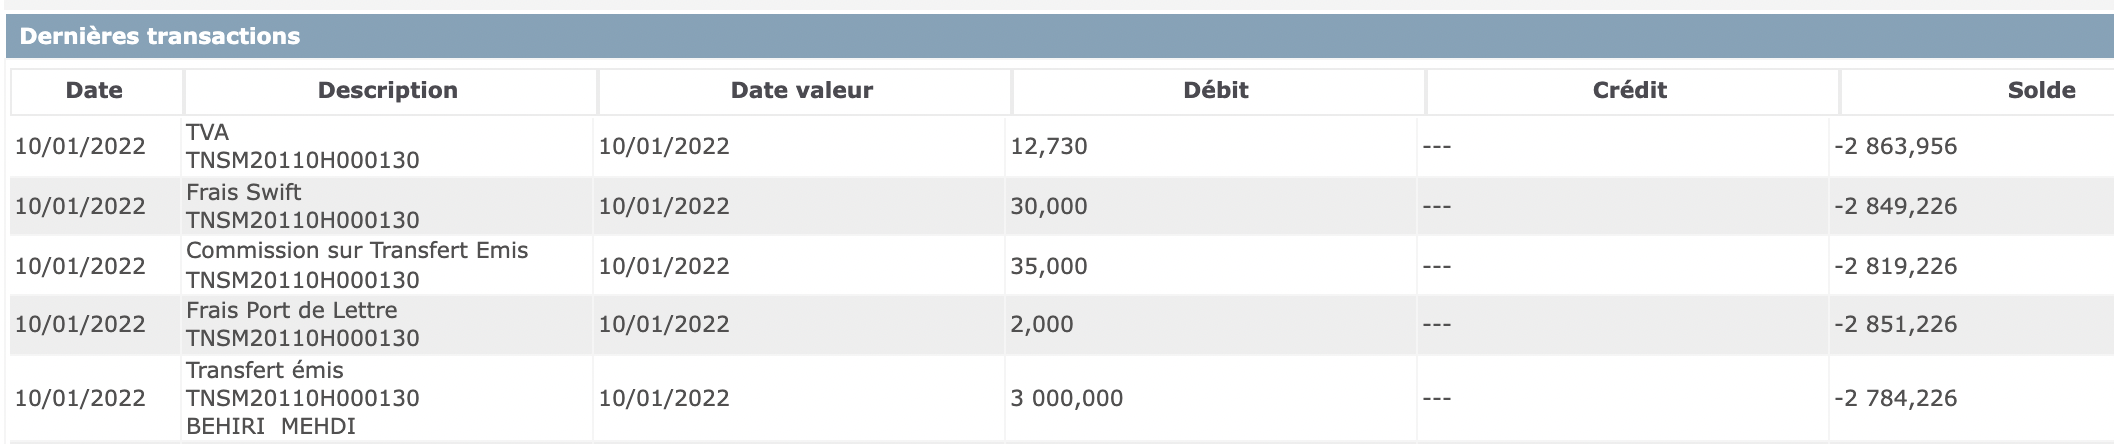 Dernières transactions
Date Description Date valeur Débit Crédit Solde
10/01/2022 TVA TNSM20110H000130 10/01/2022 12,730 --- -2 863,956
10/01/2022 Frais Swift TNSM20110H000130 10/01/2022 30,000 --- -2 849,226
10/01/2022 Commission sur Transfert Emis TNSM20110H000130 10/01/2022 35,000 --- -2 819,226
10/01/2022 Frais Port de Lettre TNSM20110H000130 10/01/2022 2,000 --- -2 851,226
10/01/2022 Transfert émis TNSM20110H000130 BEHIRI MEHDI 10/01/2022 3 000,000 --- -2 784,226